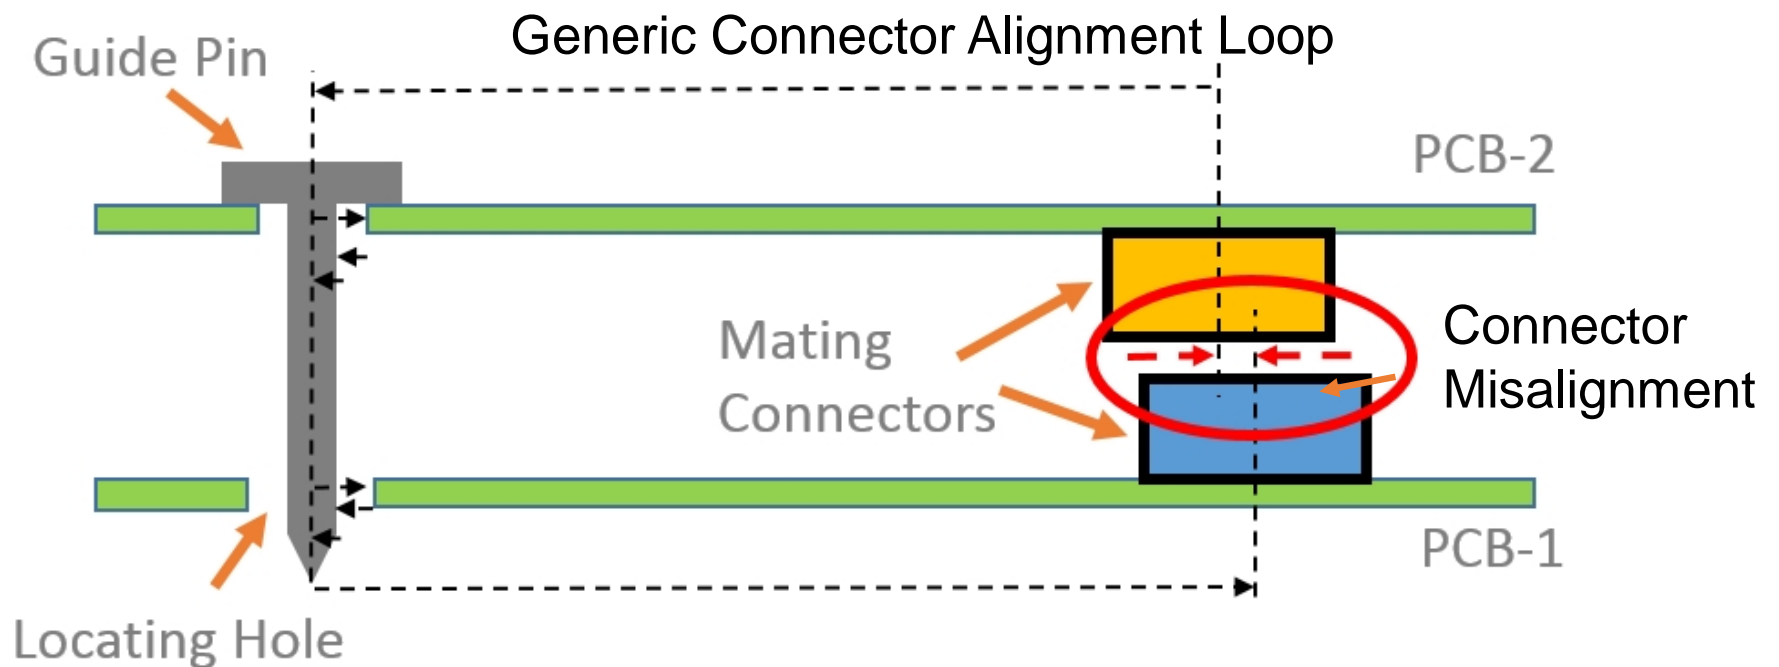 Generic Connector Alignment Loop
Guide Pin
PCB-2
Mating
Connectors
Connector
Misalignment
PCB-1
Locating Hole